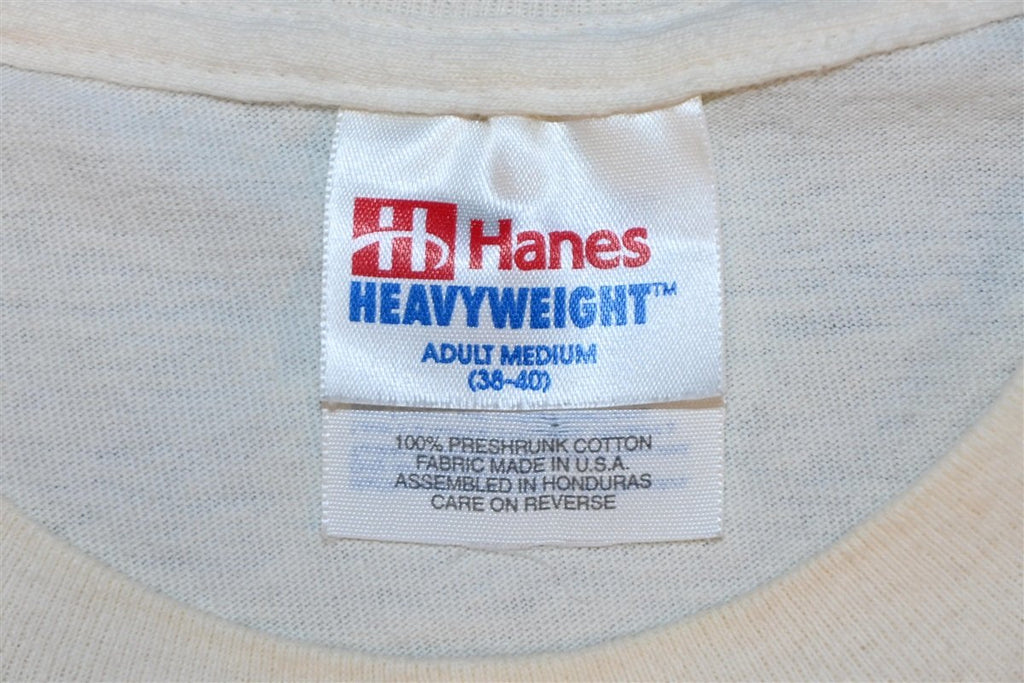 H Hanes
HEAVYWEIGHT™
ADULT MEDIUM
(38-40)
100% PRESHRUNK COTTON
FABRIC MADE IN U.S.A.
ASSEMBLED IN HONDURAS
CARE ON REVERSE